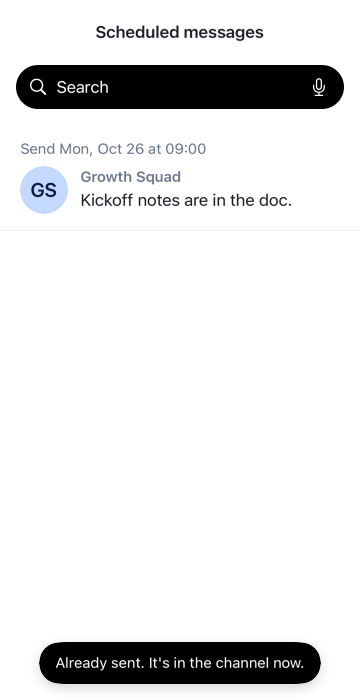 Scheduled messages
Search
Send Mon, Oct 26 at 09:00
GS
Growth Squad
Kickoff notes are in the doc.
Already sent. It's in the channel now.